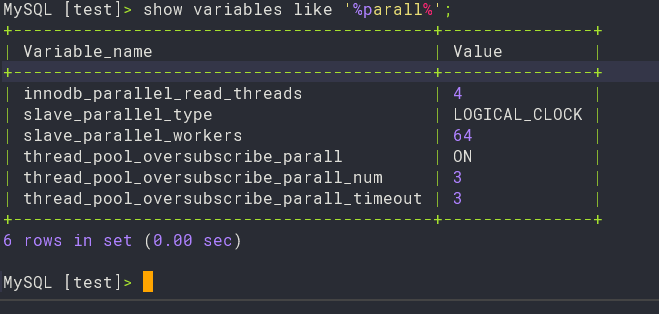 MySQL [test]> show variables like '%parall%';
+----------------------------------------+---------------+
| Variable_name                          | Value         |
+----------------------------------------+---------------+
| innodb_parallel_read_threads           | 4             |
| slave_parallel_type                    | LOGICAL_CLOCK |
| slave_parallel_workers                 | 64            |
| thread_pool_oversubscribe_parall       | ON            |
| thread_pool_oversubscribe_parall_num   | 3             |
| thread_pool_oversubscribe_parall_timeout | 3             |
+----------------------------------------+---------------+
6 rows in set (0.00 sec)
MySQL [test]>